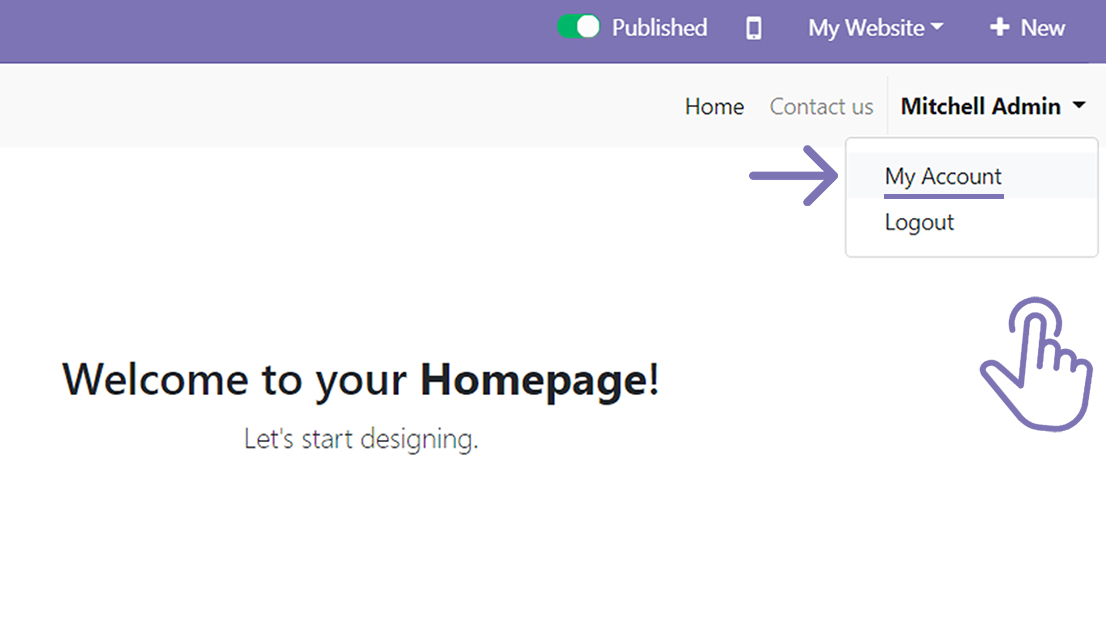 Published My Website + New
Home Contact us Mitchell Admin
My Account
Logout
Welcome to your Homepage!
Let's start designing.